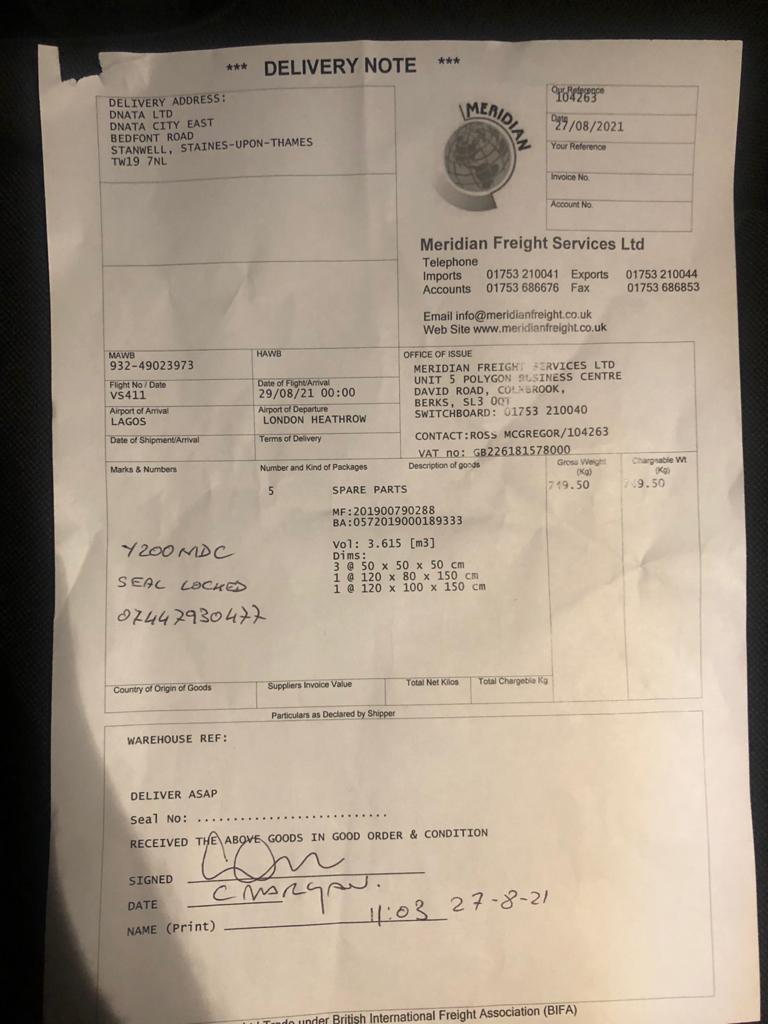 *** DELIVERY NOTE ***
DELIVERY ADDRESS:
DNATA LTD
DNATA CITY EAST
BEDFONT ROAD
STANWELL, STAINES-UPON-THAMES
TW19 7NL
MERIDIAN
Our Reference
104263
Date
27/08/2021
Your Reference
Invoice No.
Account No.
Meridian Freight Services Ltd
Telephone
Imports 01753 210041 Exports 01753 210044
Accounts 01753 686676 Fax 01753 686853
Email info@meridianfreight.co.uk
Web Site www.meridianfreight.co.uk
MAWB
932-49023973
HAWB
Flight No / Date
VS411
Date of Flight/Arrival
29/08/21 00:00
Airport of Arrival
LAGOS
Airport of Departure
LONDON HEATHROW
Date of Shipment/Arrival
Terms of Delivery
OFFICE OF ISSUE
MERIDIAN FREIGHT SERVICES LTD
UNIT 5 POLYGON BUSINESS CENTRE
DAVID ROAD, COLNBROOK,
BERKS, SL3 0QT
SWITCHBOARD: 01753 210040
CONTACT:ROSS MCGREGOR/104263
VAT no: GB226181578000
Marks & Numbers
Number and Kind of Packages
Description of goods
Gross Weight (Kg)
Chargeable Wt (Kg)
5 SPARE PARTS 749.50
MF:201900790288
BA:0572019000189333
Vol: 3.615 [m3]
Dims:
3 @ 50 x 50 x 50 cm
1 @ 120 x 80 x 150 cm
1 @ 120 x 100 x 150 cm
Y200MDC
SEAL LOCKED
07447930477
Country of Origin of Goods
Suppliers Invoice Value
Total Net Kilos
Total Chargeble Kg
Particulars as Declared by Shipper
WAREHOUSE REF:
DELIVER ASAP
Seal No: ...........................
RECEIVED THE ABOVE GOODS IN GOOD ORDER & CONDITION
SIGNED
DATE C MORGAN.
NAME (Print) 11:03 27-8-21
Trade under British International Freight Association (BIFA)